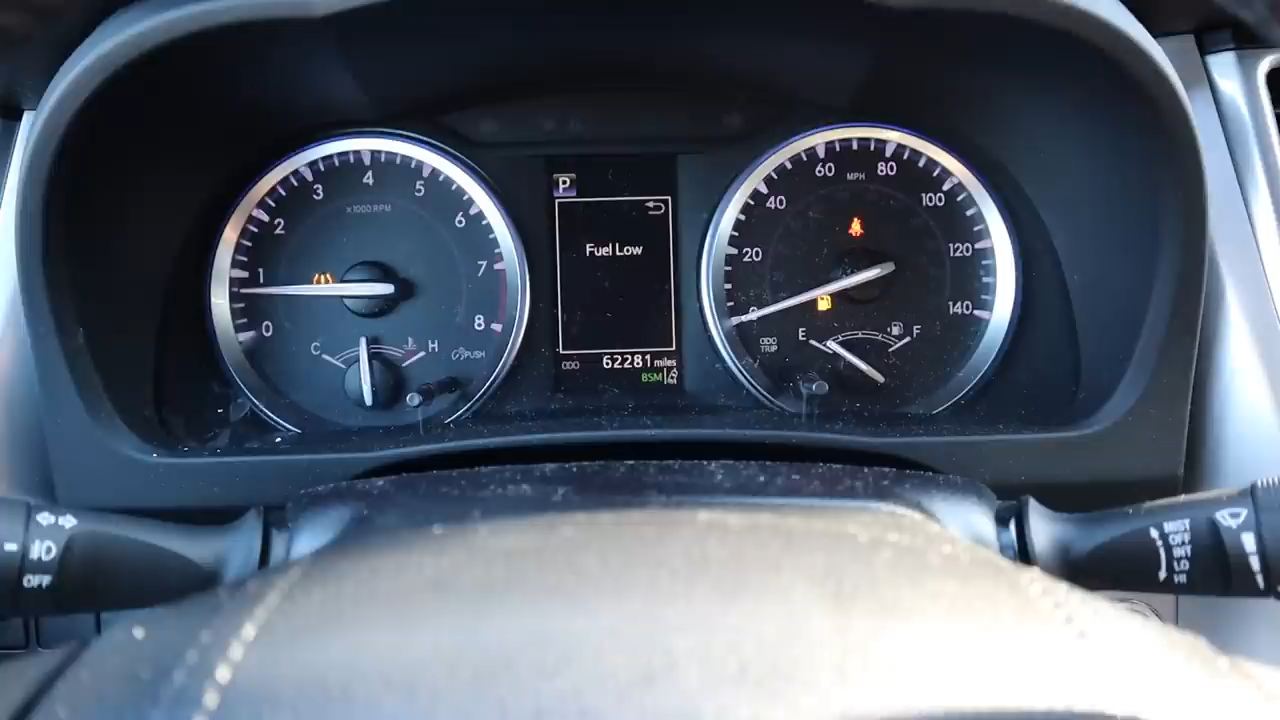 0
1
2
3
4
5
6
7
8
x1000 RPM
C
H
PUSH
P
Fuel Low
ODO 62281 miles
BSM
0
20
40
60
80
100
120
140
MPH
ODO
TRIP
E
F
OFF
MIST
OFF
INT
LO
HI